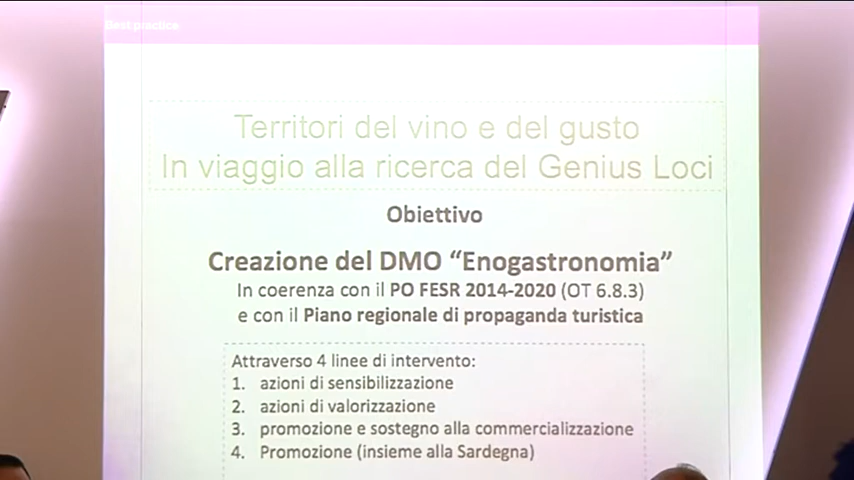 Best practice
Territori del vino e del gusto
In viaggio alla ricerca del Genius Loci
Obiettivo
Creazione del DMO “Enogastronomia”
In coerenza con il PO FESR 2014-2020 (OT 6.8.3)
e con il Piano regionale di propaganda turistica
Attraverso 4 linee di intervento:
1. azioni di sensibilizzazione
2. azioni di valorizzazione
3. promozione e sostegno alla commercializzazione
4. Promozione (insieme alla Sardegna)